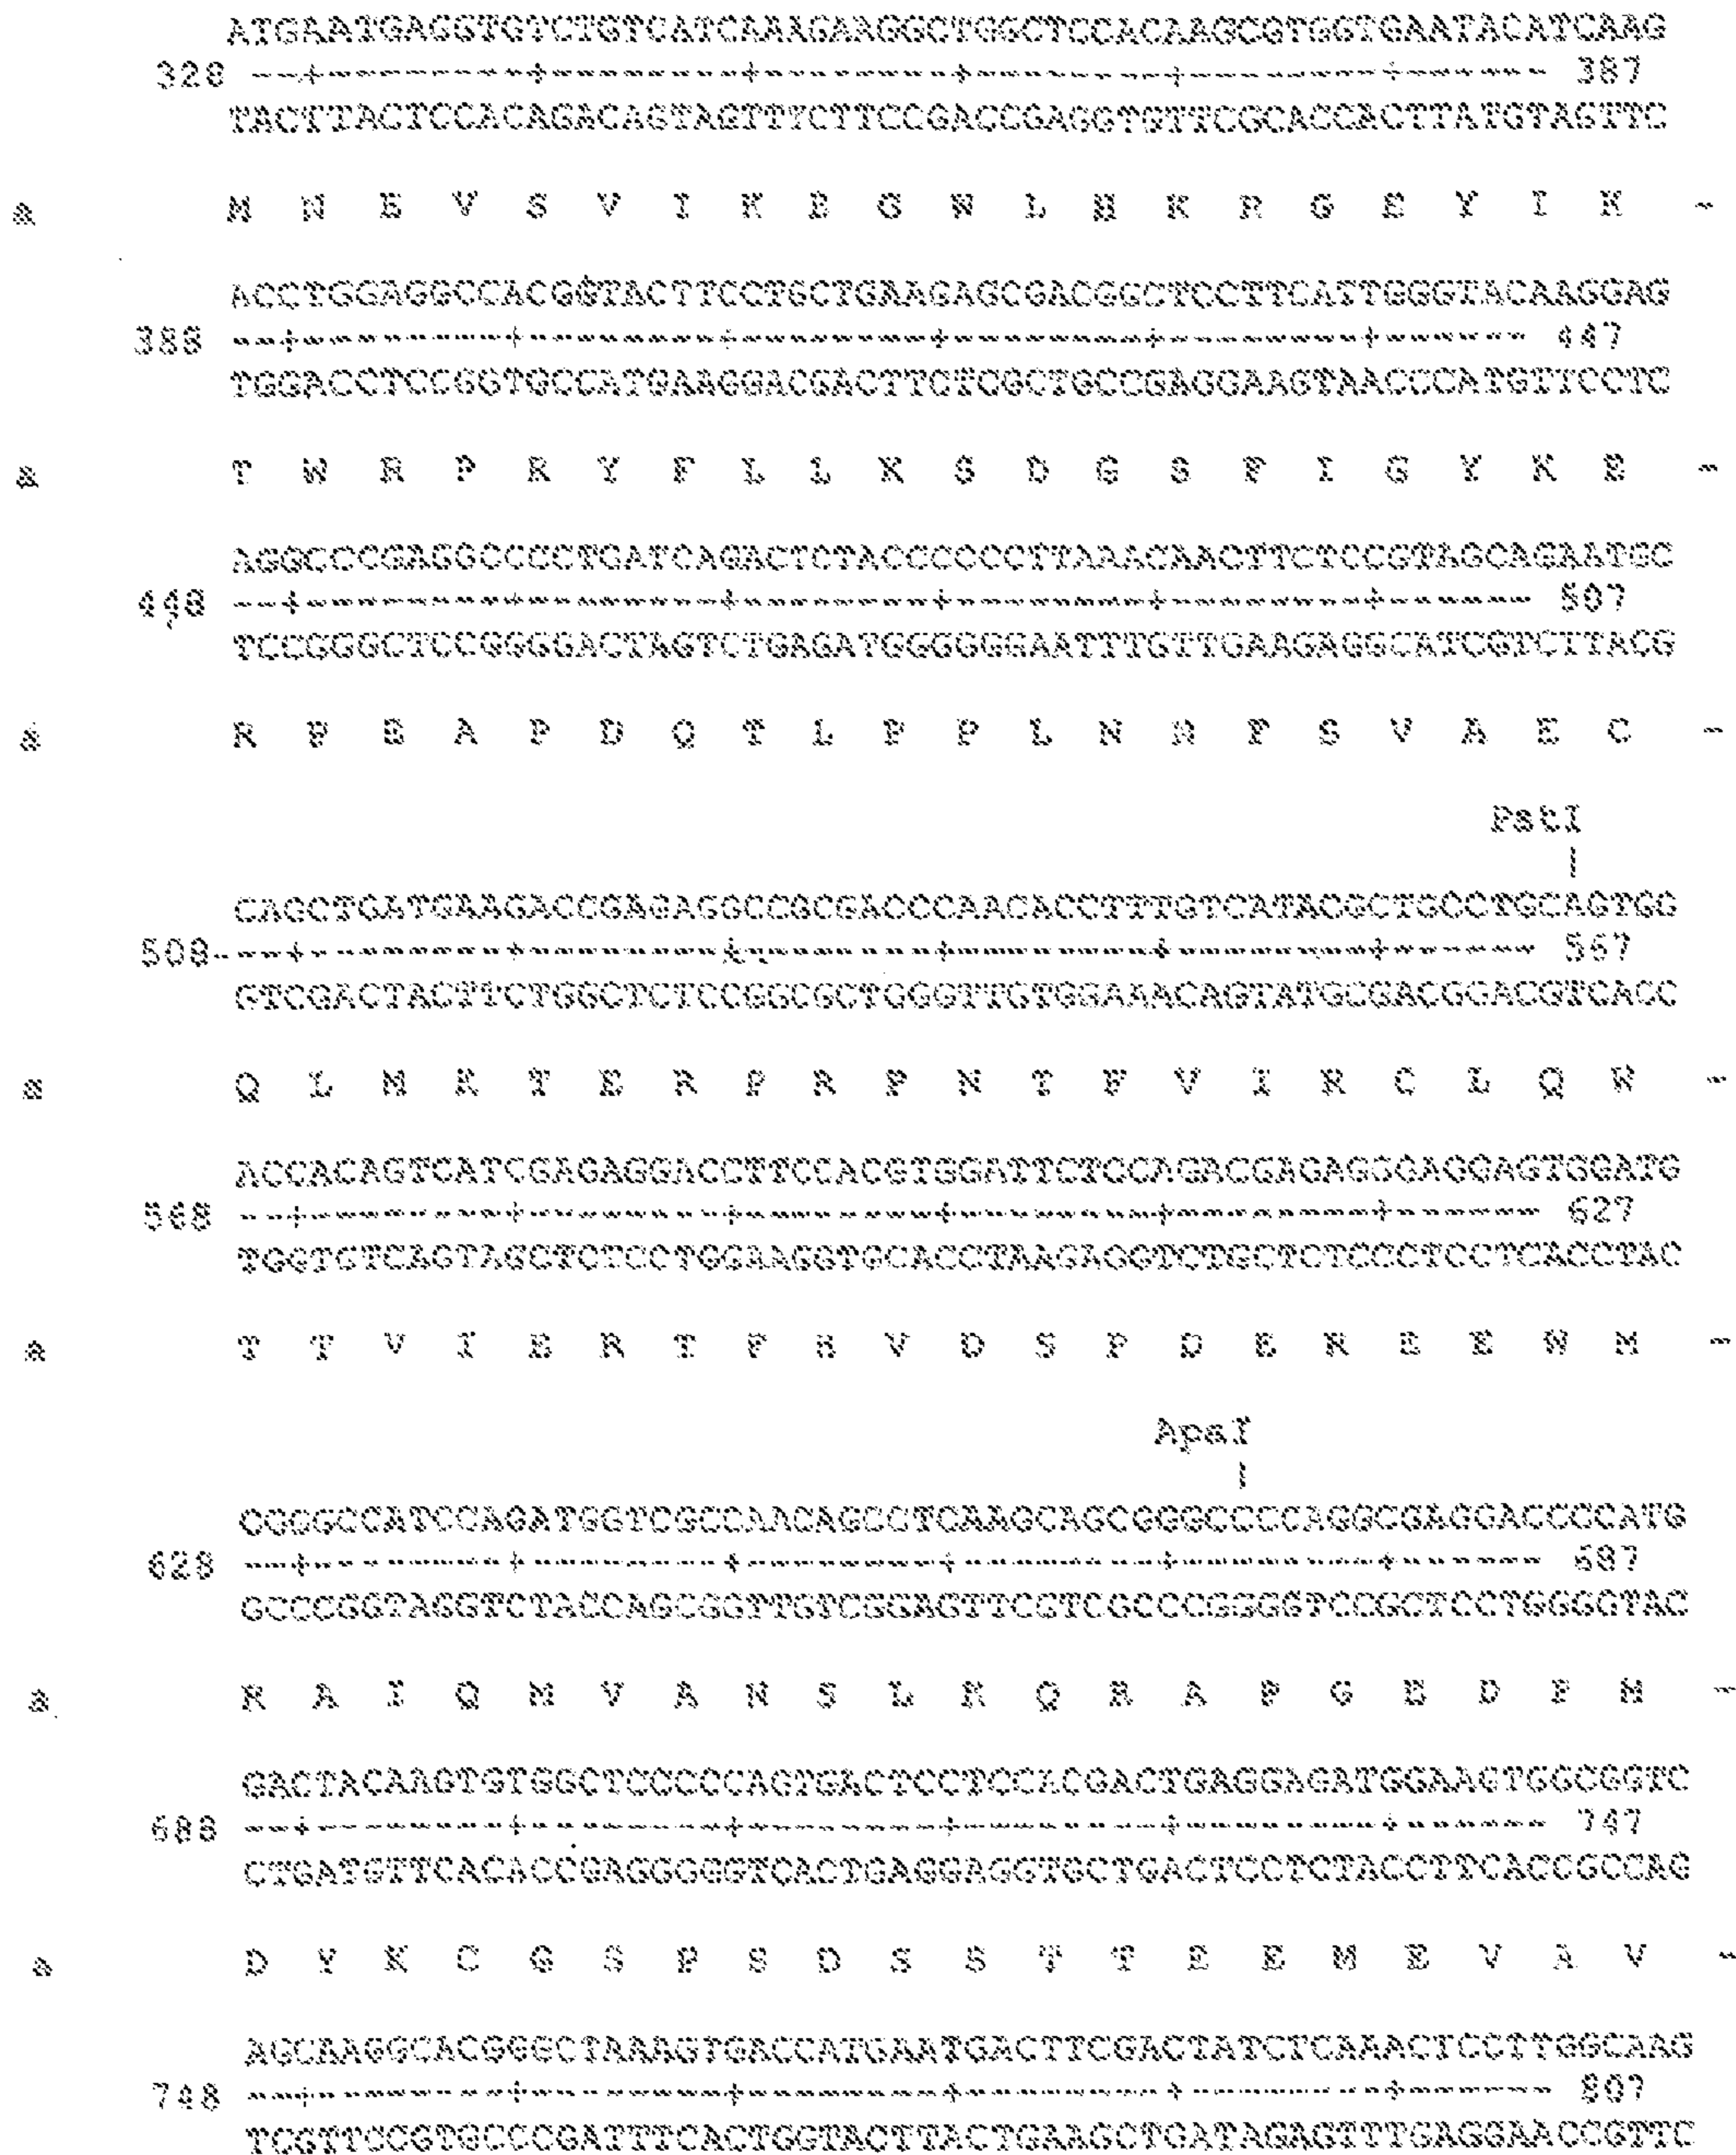 ATGAATGAGGTGTCTGTCATCAAAGAAGGCTGGCTCCACAAGCGTGGTGAATACATCAAG
328 --+---------+---------+---------+---------+---------+------- 387
TACTTACTCCACAGACAGTAGTTTCTTCCGACCGAGGTGTTCGCACCACTTATGTAGTTC
a M N E V S V I K E G W L H K R G E Y I K -
ACCTGGAGGCCACGGTACTTCCTGCTGAAGAGCGACGGCTCCTTCATTGGGTACAAGGAG
388 --+---------+---------+---------+---------+---------+------- 447
TGGACCTCCGGTGCCATGAAGGACGACTTCTCGCTGCCGAGGAAGTAACCCATGTTCCTC
a T W R P R Y F L L K S D G S F I G Y K E -
AGGCCCGAGGCCCCTGATCAGACTCTACCCCCCTTAAACAACTTCTCCGTAGCAGAATGC
448 --+---------+---------+---------+---------+---------+------- 507
TCCGGGCTCCGGGGACTAGTCTGAGATGGGGGGAATTTGTTGAAGAGGCATCGTCTTACG
a R P E A P D Q T L P P L N N F S V A E C -
PstI
|
CAGCTGATGAAGACCGAGAGGCCGCGACCCAACACCTTTGTCATACGCTGCCTGCAGTGG
508 --+---------+---------+---------+---------+---------+------- 567
GTCGACTACTTCTGGCTCTCCGGCGCTGGGTTGTGGAAACAGTATGCGACGGACGTCACC
a Q L M K T E R P R P N T F V I R C L Q W -
ACCACAGTCATCGAGAGGACCTTCCACGTGGATTCTCCAGACGAGAGGGAGGAGTGGATG
568 --+---------+---------+---------+---------+---------+------- 627
TGGTGTCAGTAGCTCTCCTGGAAGGTGCACCTAAGAGGTCTGCTCTCCCTCCTCACCTAC
a T T V I E R T F H V D S P D E R E E W M -
ApaI
|
CGGGCCATCCAGATGGTCGCCAACAGCCTCAAGCAGCGGGCCCCAGGCGAGGACCCCATG
628 --+---------+---------+---------+---------+---------+------- 687
GCCCGGTAGGTCTACCAGCGGTTGTCGGAGTTCGTCGCCCGGGGTCCGCTCCTGGGGTAC
a R A I Q M V A N S L K Q R A P G E D P M -
GACTACAAGTGTGGCTCCCCCAGTGACTCCTCCACGACTGAGGAGATGGAAGTGGCGGTC
688 --+---------+---------+---------+---------+---------+------- 747
CTGATGTTCACACCGAGGGGGTCACTGAGGAGGTGCTGACTCCTCTACCTTCACCGCCAG
a D Y K C G S P S D S S T T E E M E V A V -
AGCAAGGCACGGGCTAAAGTGACCATGAATGACTTCGACTATCTCAAACTCCTTGGCAAG
748 --+---------+---------+---------+---------+---------+------- 807
TCGTTCCGTGCCCGATTTCACTGGTACTTACTGAAGCTGATAGAGTTTGAGGAACCGTTC